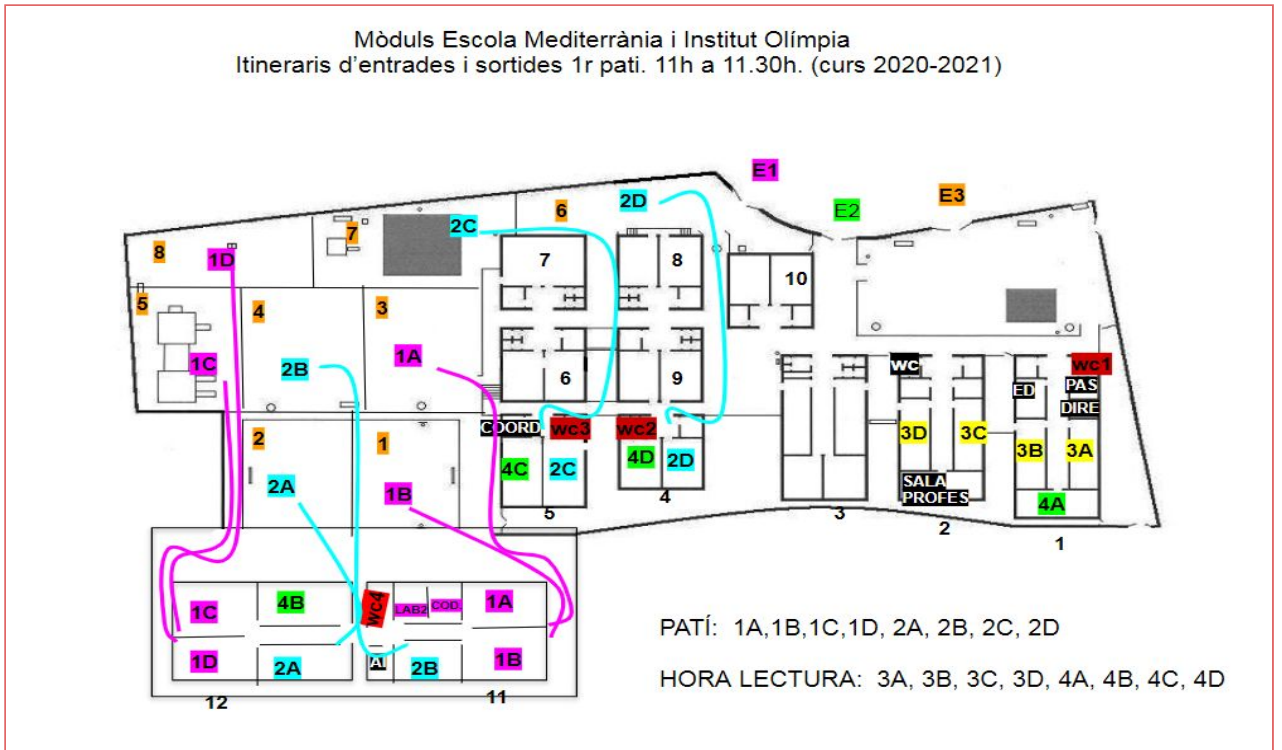 Mòduls Escola Mediterrània i Institut Olímpia
Itineraris d'entrades i sortides 1r pati. 11h a 11.30h. (curs 2020-2021)
E1
E2
E3
2D
6
2C
7
8
1D
7
8
10
5
4
3
1C
2B
1A
6
9
wc
wc1
ED
PAS
DIRE
COORD
wc3
wc2
2
1
4C
2C
4D
2D
3D
3C
3B
3A
2A
1B
SALA
PROFES
4A
5
4
3
2
1
1C
4B
wc4
LAB2
COD.
1A
1D
2A
AI
2B
1B
12
11
PATÍ: 1A,1B,1C,1D, 2A, 2B, 2C, 2D
HORA LECTURA: 3A, 3B, 3C, 3D, 4A, 4B, 4C, 4D